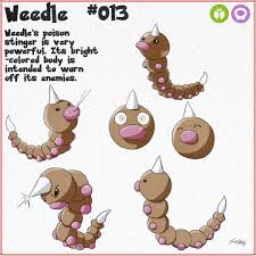 Weedle #013
Weedle's poison
stinger is very
powerful. Its bright
-colored body is
intended to warn
off its enemies.